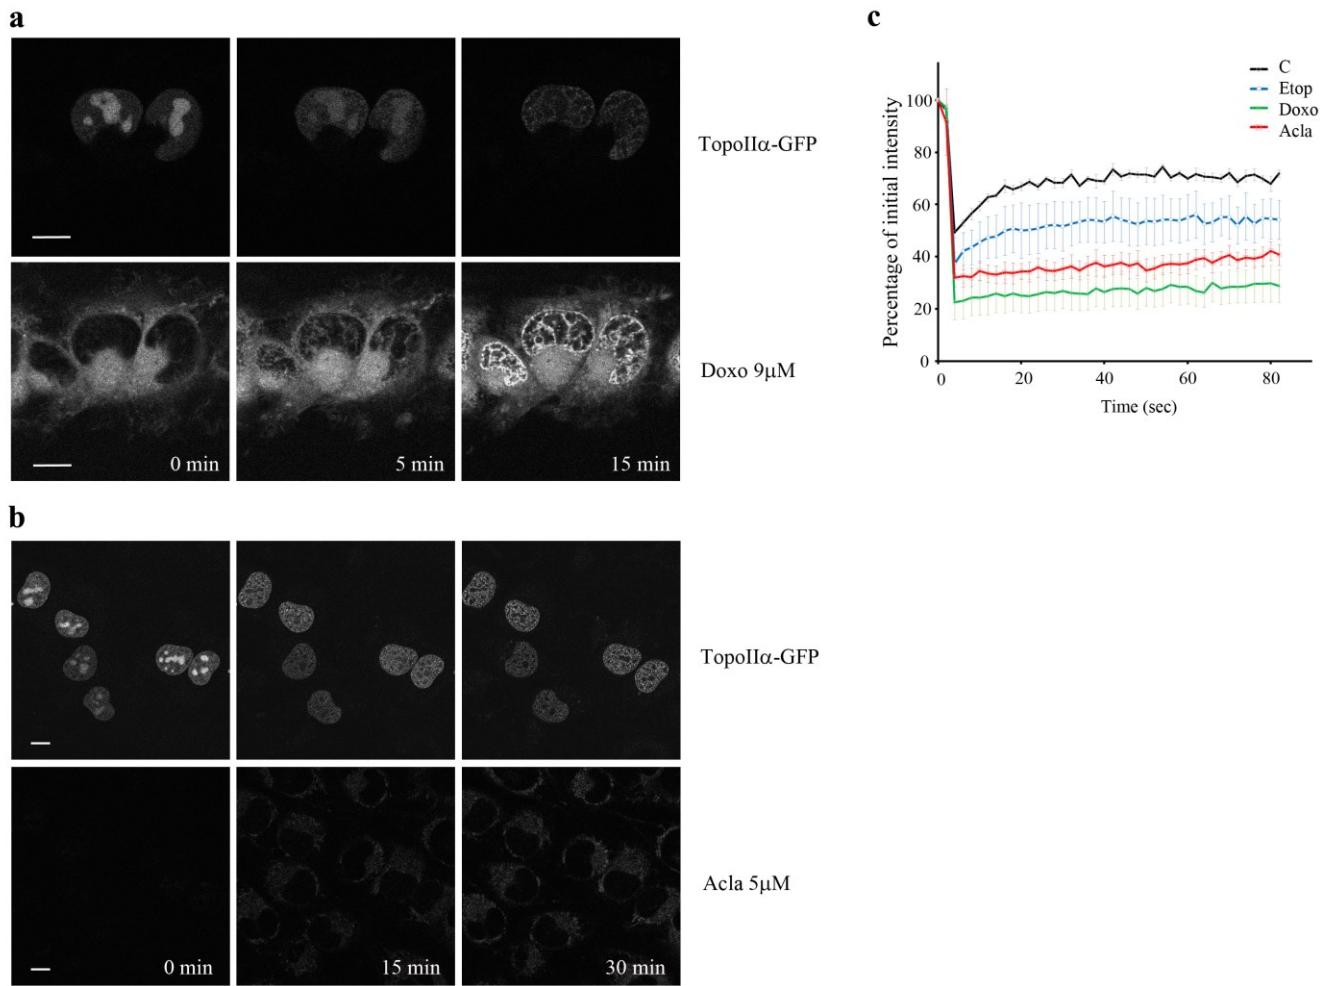 a
TopoIIα-GFP
Doxo 9µM
0 min
5 min
15 min
b
TopoIIα-GFP
Acla 5µM
0 min
15 min
30 min
c
C
Etop
Doxo
Acla
Percentage of initial intensity
100
80
60
40
20
0
0 20 40 60 80
Time (sec)